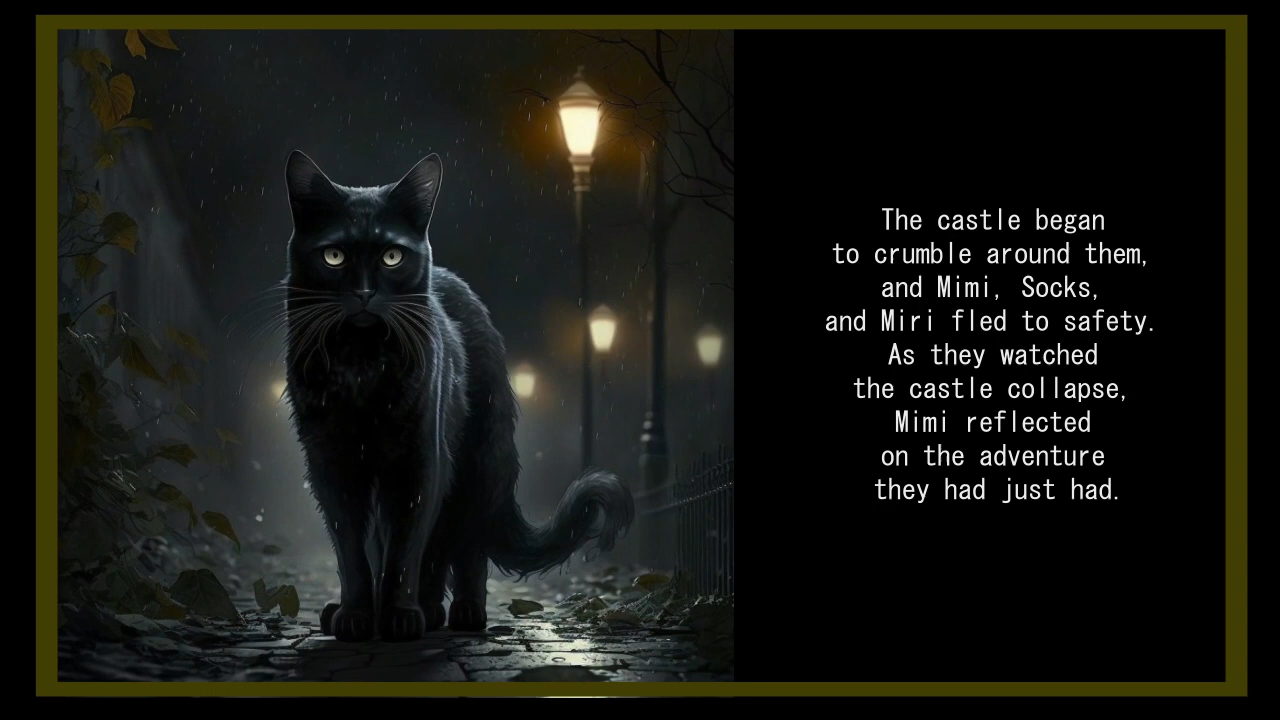 The castle began
to crumble around them,
and Mimi, Socks,
and Miri fled to safety.
As they watched
the castle collapse,
Mimi reflected
on the adventure
they had just had.